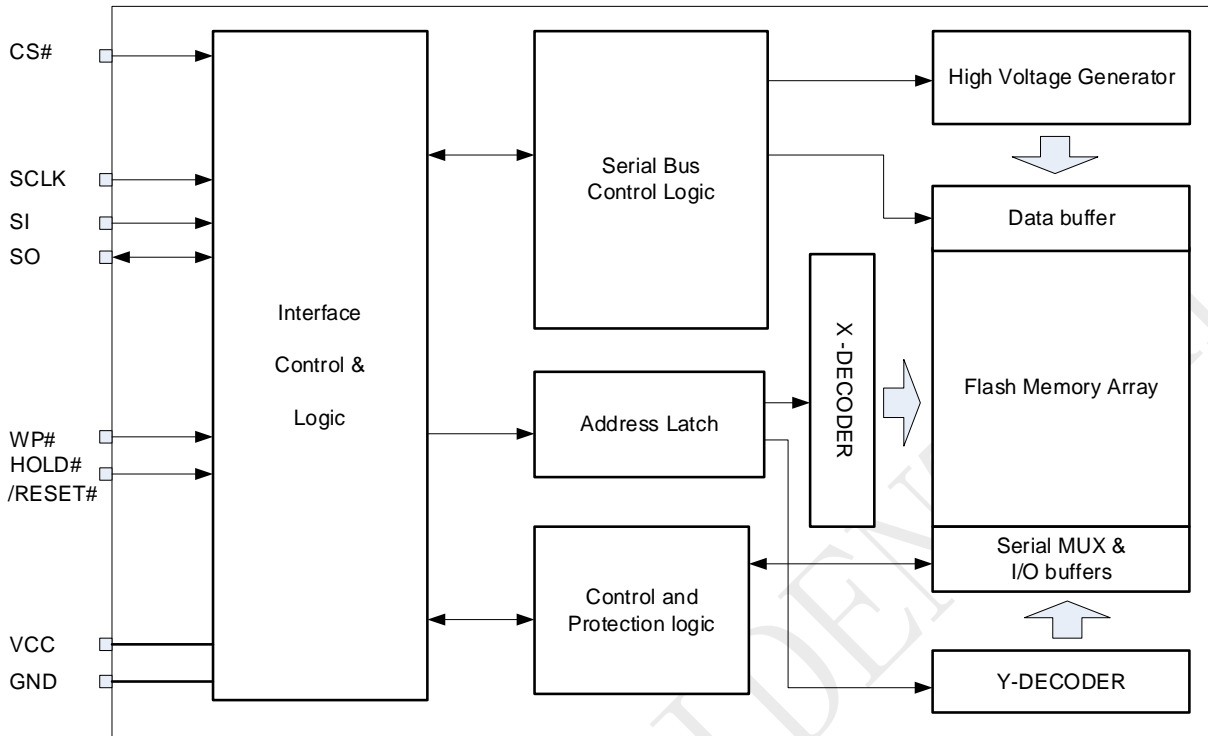 CS#
SCLK
SI
SO
WP#
HOLD#
/RESET#
VCC
GND
Interface
Control &
Logic
Serial Bus
Control Logic
Address Latch
Control and
Protection logic
X-DECODER
High Voltage Generator
Data buffer
Flash Memory Array
Serial MUX &
I/O buffers
Y-DECODER